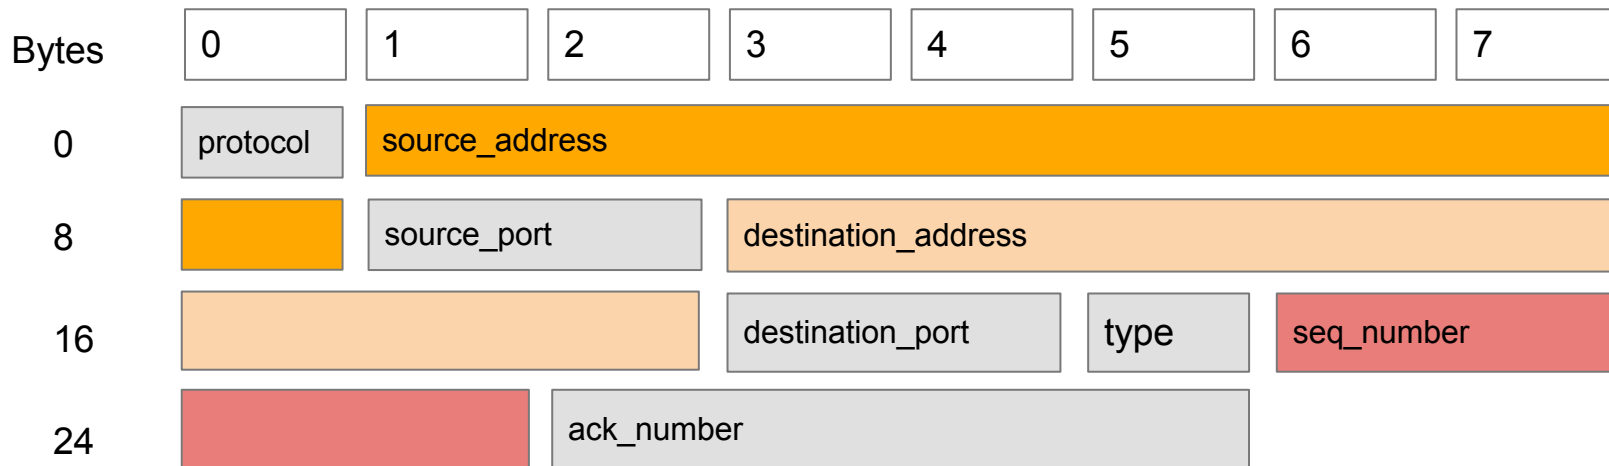 Bytes 0 1 2 3 4 5 6 7
0 protocol source_address
8 source_port destination_address
16 destination_port type seq_number
24 ack_number